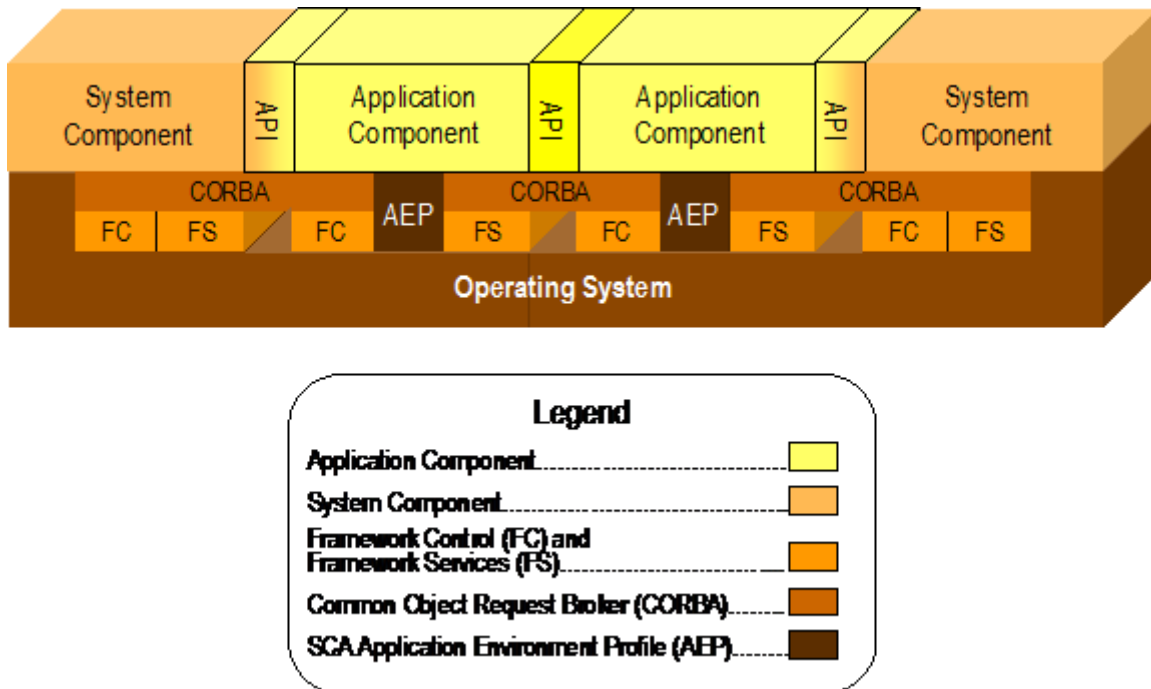 System
Component
API
Application
Component
API
Application
Component
API
System
Component
CORBA
AEP
CORBA
AEP
CORBA
FC FS FC FS FC FS FC FS
Operating System
Legend
Application Component
System Component
Framework Control (FC) and
Framework Services (FS)
Common Object Request Broker (CORBA)
SCA Application Environment Profile (AEP)